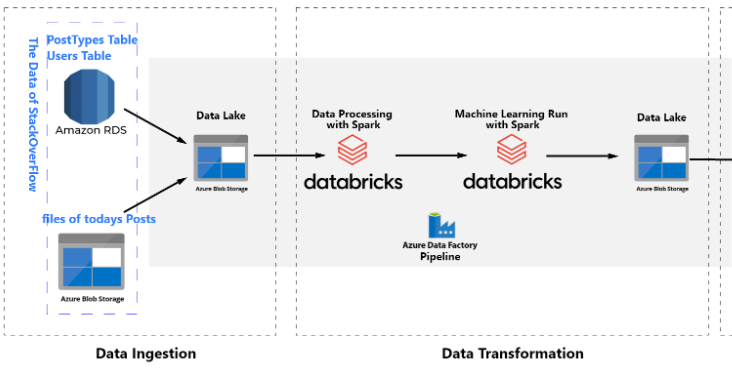 The Data of StackOverFlow
PostTypes Table
Users Table
Amazon RDS
files of todays Posts
Azure Blob Storage
Data Lake
Azure Blob Storage
Data Ingestion
Data Processing
with Spark
databricks
Machine Learning Run
with Spark
databricks
Data Lake
Azure Blob Storage
Azure Data Factory
Pipeline
Data Transformation